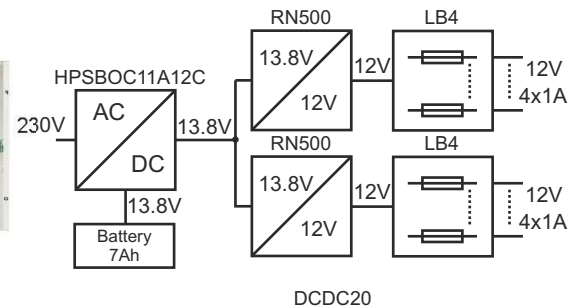 RN500
LB4
13.8V
12V
12V
12V
4x1A
HPSBOC11A12C
AC
DC
230V
13.8V
13.8V
Battery
7Ah
RN500
LB4
13.8V
12V
12V
12V
4x1A
DCDC20